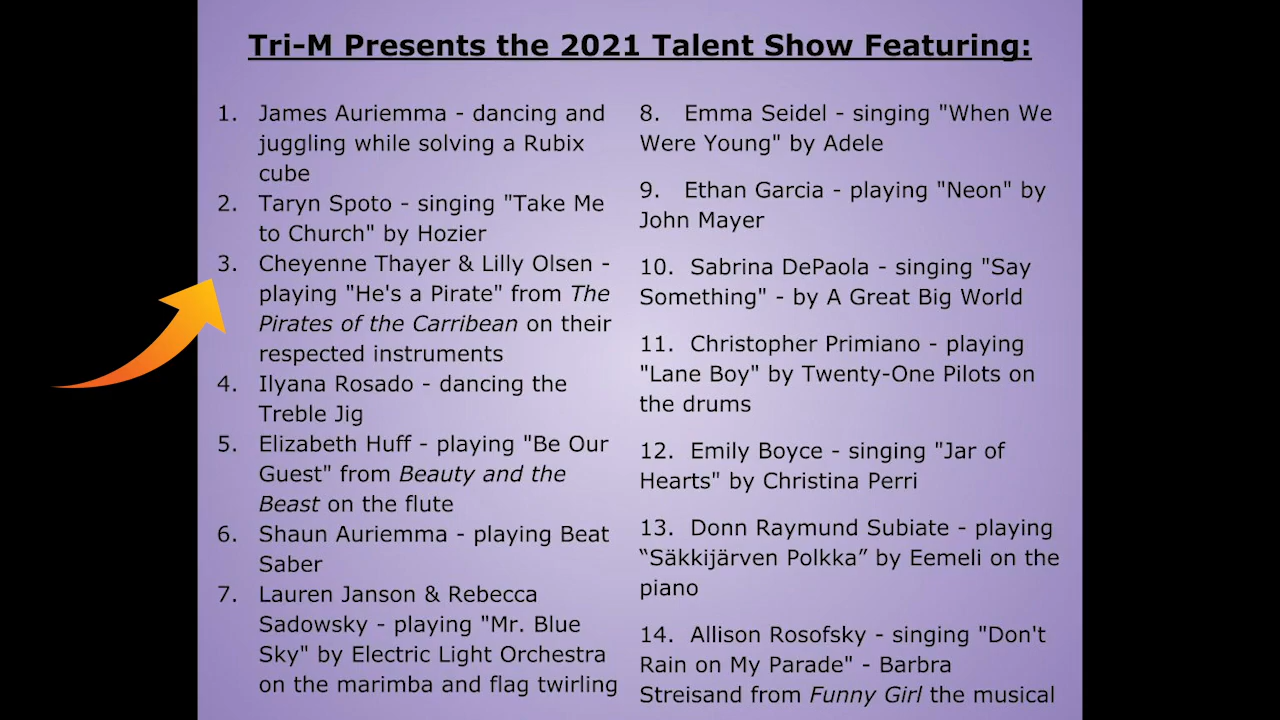 Tri-M Presents the 2021 Talent Show Featuring:
1. James Auriemma - dancing and
juggling while solving a Rubix
cube
2. Taryn Spoto - singing "Take Me
to Church" by Hozier
3. Cheyenne Thayer & Lilly Olsen -
playing "He's a Pirate" from The
Pirates of the Carribean on their
respected instruments
4. Ilyana Rosado - dancing the
Treble Jig
5. Elizabeth Huff - playing "Be Our
Guest" from Beauty and the
Beast on the flute
6. Shaun Auriemma - playing Beat
Saber
7. Lauren Janson & Rebecca
Sadowsky - playing "Mr. Blue
Sky" by Electric Light Orchestra
on the marimba and flag twirling
8. Emma Seidel - singing "When We
Were Young" by Adele
9. Ethan Garcia - playing "Neon" by
John Mayer
10. Sabrina DePaola - singing "Say
Something" - by A Great Big World
11. Christopher Primiano - playing
"Lane Boy" by Twenty-One Pilots on
the drums
12. Emily Boyce - singing "Jar of
Hearts" by Christina Perri
13. Donn Raymund Subiate - playing
“Säkkijärven Polkka” by Eemeli on the
piano
14. Allison Rosofsky - singing "Don't
Rain on My Parade" - Barbra
Streisand from Funny Girl the musical